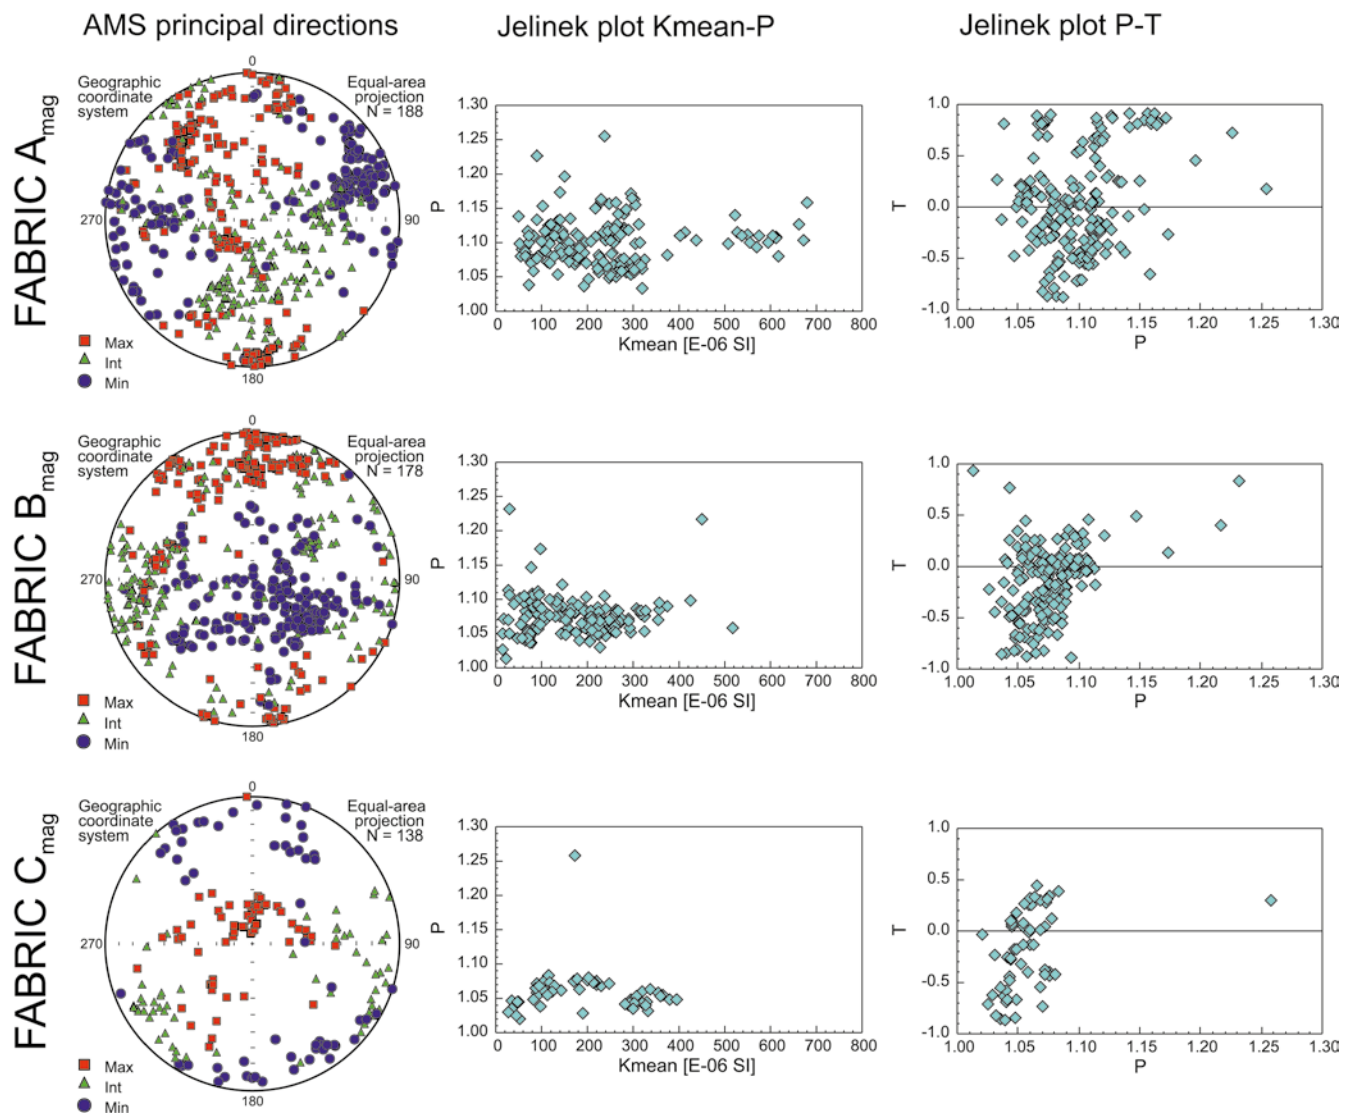 AMS principal directions
Jelinek plot Kmean-P
Jelinek plot P-T
FABRIC Amag
Geographic
coordinate
system
0
Equal-area
projection
N = 188
270
90
180
Max
Int
Min
P
1.30
1.25
1.20
1.15
1.10
1.05
1.00
0 100 200 300 400 500 600 700 800
Kmean [E-06 SI]
T
1.0
0.5
0.0
-0.5
-1.0
1.00 1.05 1.10 1.15 1.20 1.25 1.30
P
FABRIC Bmag
Geographic
coordinate
system
0
Equal-area
projection
N = 178
270
90
180
Max
Int
Min
P
1.30
1.25
1.20
1.15
1.10
1.05
1.00
0 100 200 300 400 500 600 700 800
Kmean [E-06 SI]
T
1.0
0.5
0.0
-0.5
-1.0
1.00 1.05 1.10 1.15 1.20 1.25 1.30
P
FABRIC Cmag
Geographic
coordinate
system
0
Equal-area
projection
N = 138
270
90
180
Max
Int
Min
P
1.30
1.25
1.20
1.15
1.10
1.05
1.00
0 100 200 300 400 500 600 700 800
Kmean [E-06 SI]
T
1.0
0.5
0.0
-0.5
-1.0
1.00 1.05 1.10 1.15 1.20 1.25 1.30
P